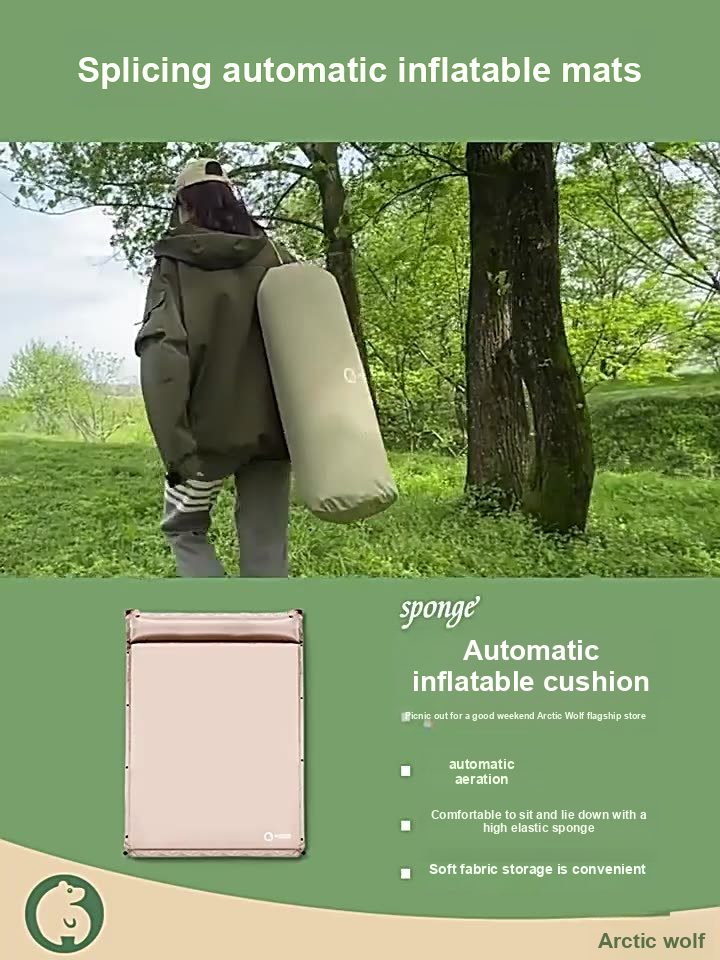 Splicing automatic inflatable mats
sponge
Automatic
inflatable cushion
Picnic out for a good weekend Arctic Wolf flagship store
automatic
aeration
Comfortable to sit and lie down with a
high elastic sponge
Soft fabric storage is convenient
Arctic wolf